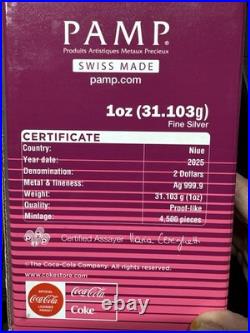 PAMP
Produits Artistiques Metaux Precieux
SWISS MADE
pamp.com
1oz (31.103g)
Fine Silver
CERTIFICATE
Country: Niue
Year date: 2025
Denomination: 2 Dollars
Metal & fineness: Ag 999.9
Weight: 31.103 g (1oz)
Quality: Proof-like
Mintage: 4,500 pieces
Certified Assayer
© The Coca-Cola Company. All rights reserved.
www.cokestore.com
Coca-Cola
Coca-Cola
Coke